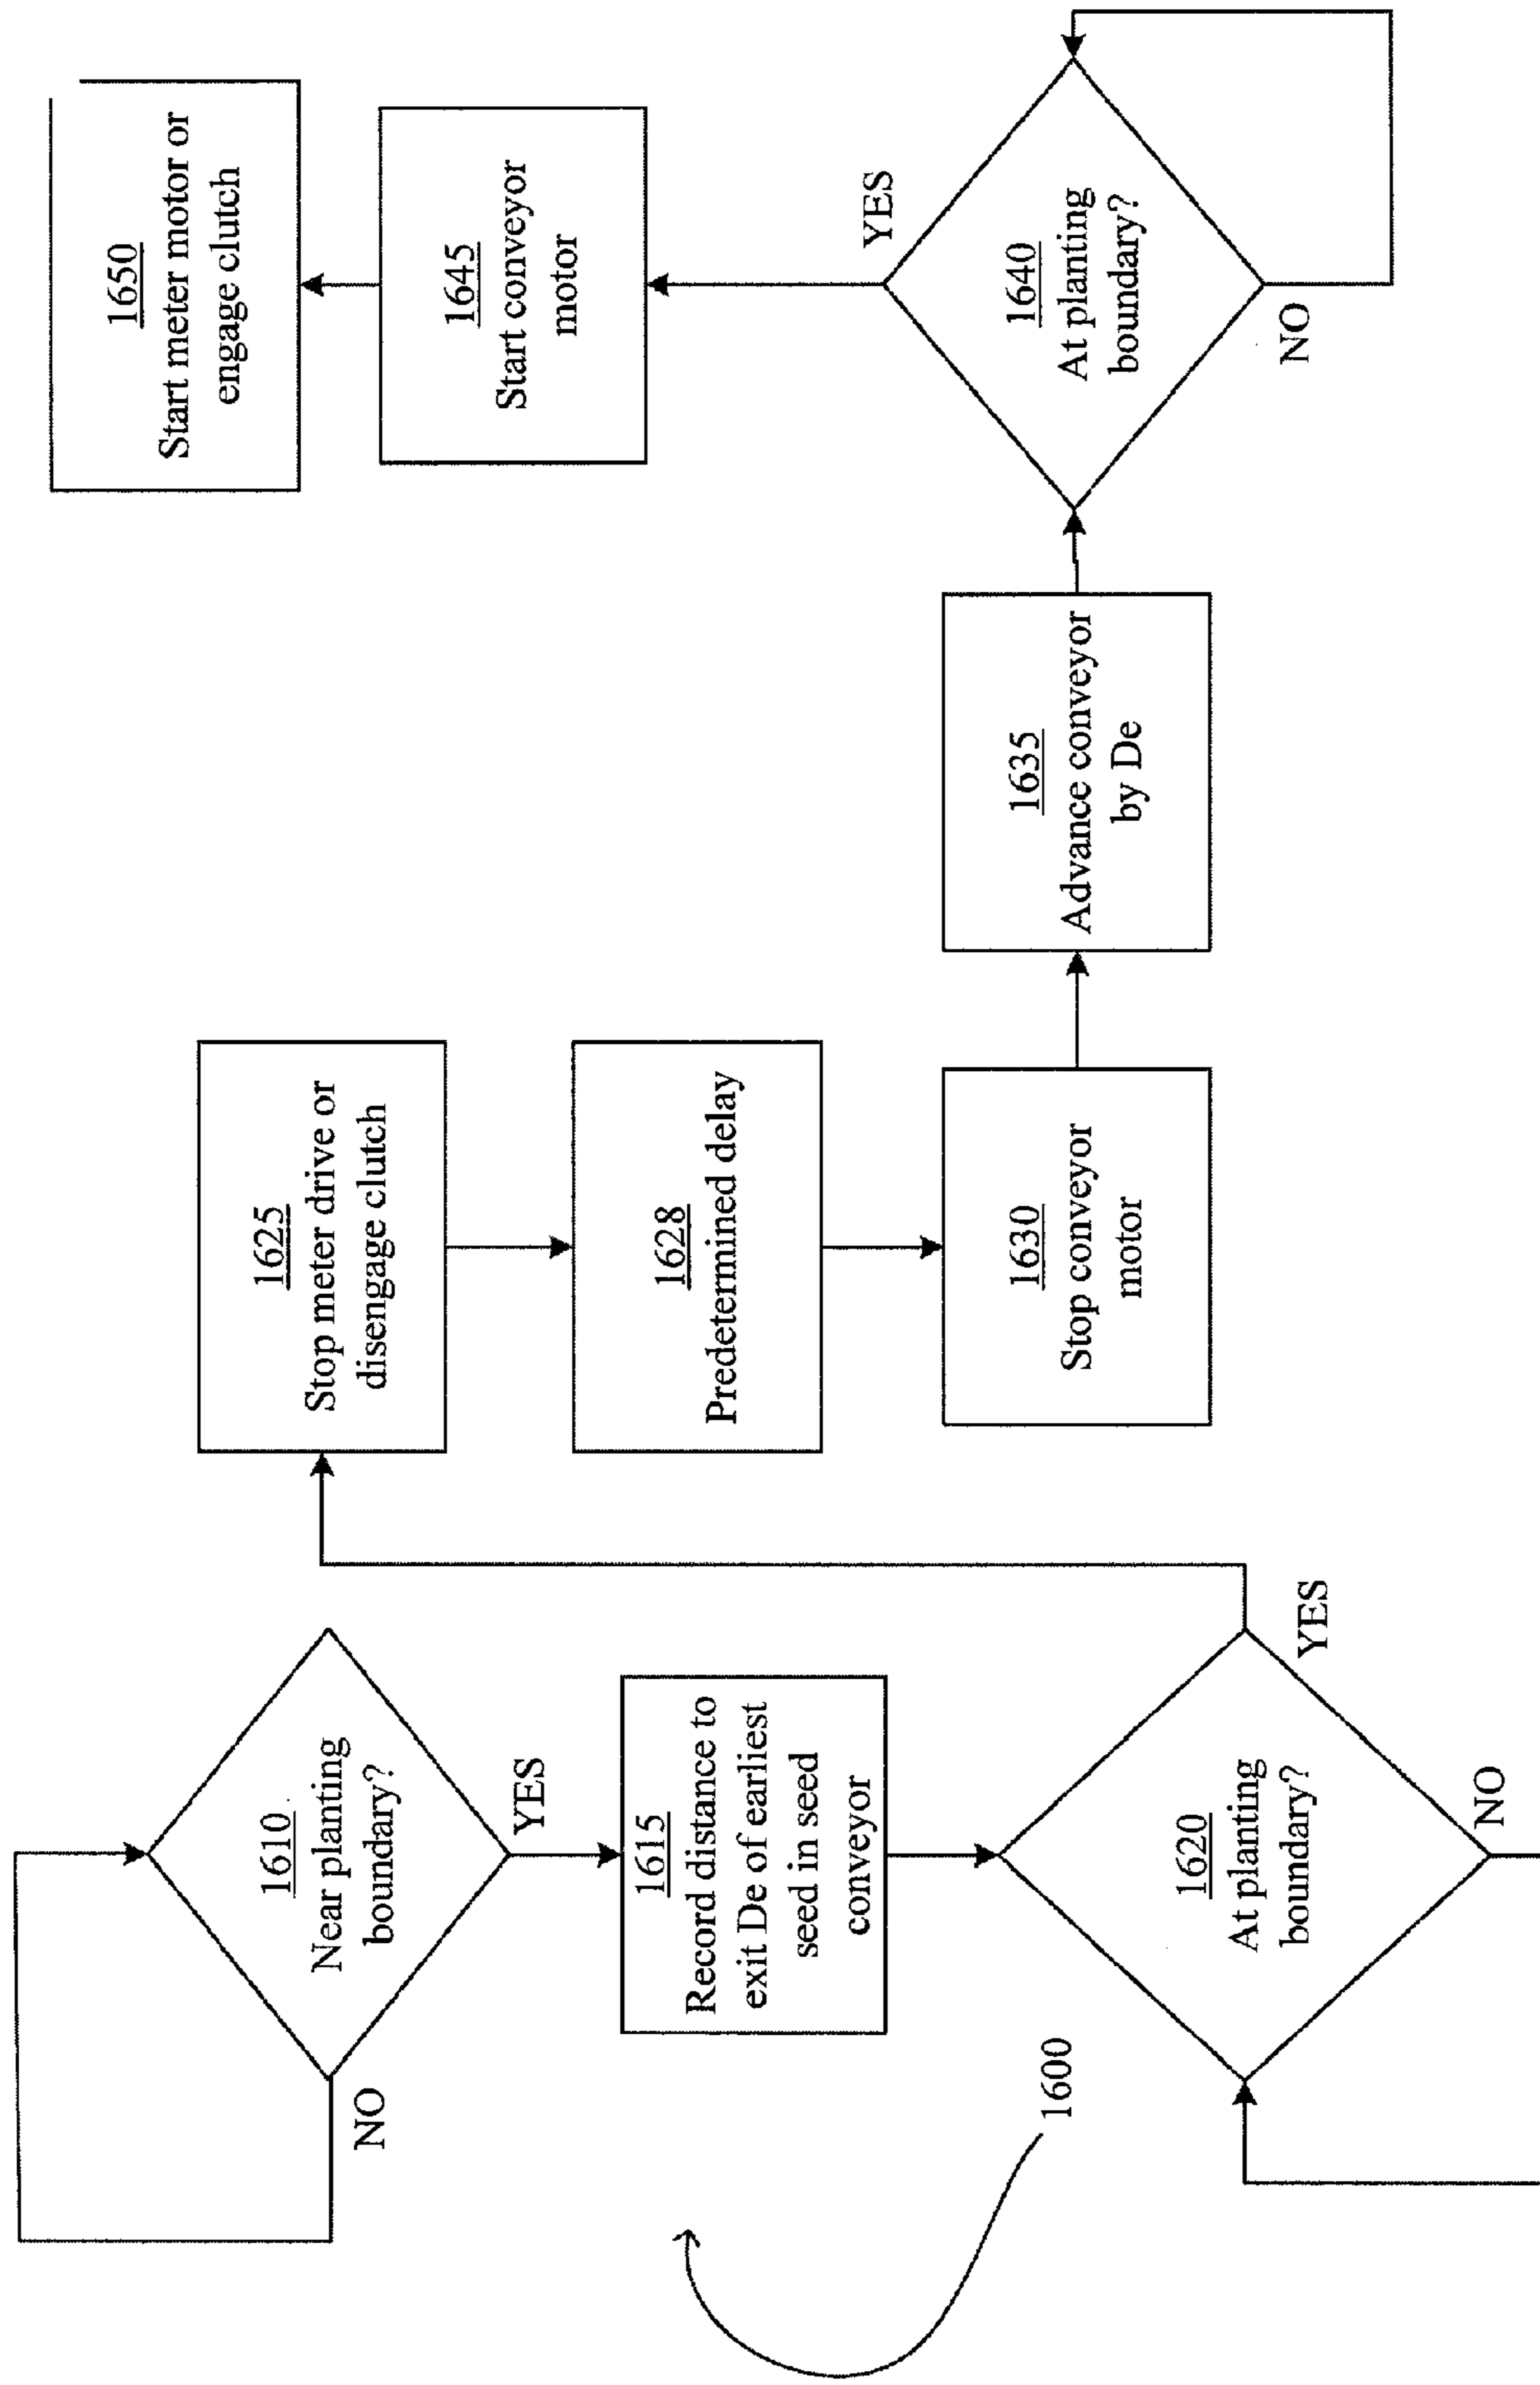 1610
Near planting
boundary?
NO
YES
1615
Record distance to
exit De of earliest
seed in seed
conveyor
1620
At planting
boundary?
NO
YES
1600
1625
Stop meter drive or
disengage clutch
1628
Predetermined delay
1630
Stop conveyor
motor
1635
Advance conveyor
by De
1640
At planting
boundary?
NO
YES
1645
Start conveyor
motor
1650
Start meter motor or
engage clutch